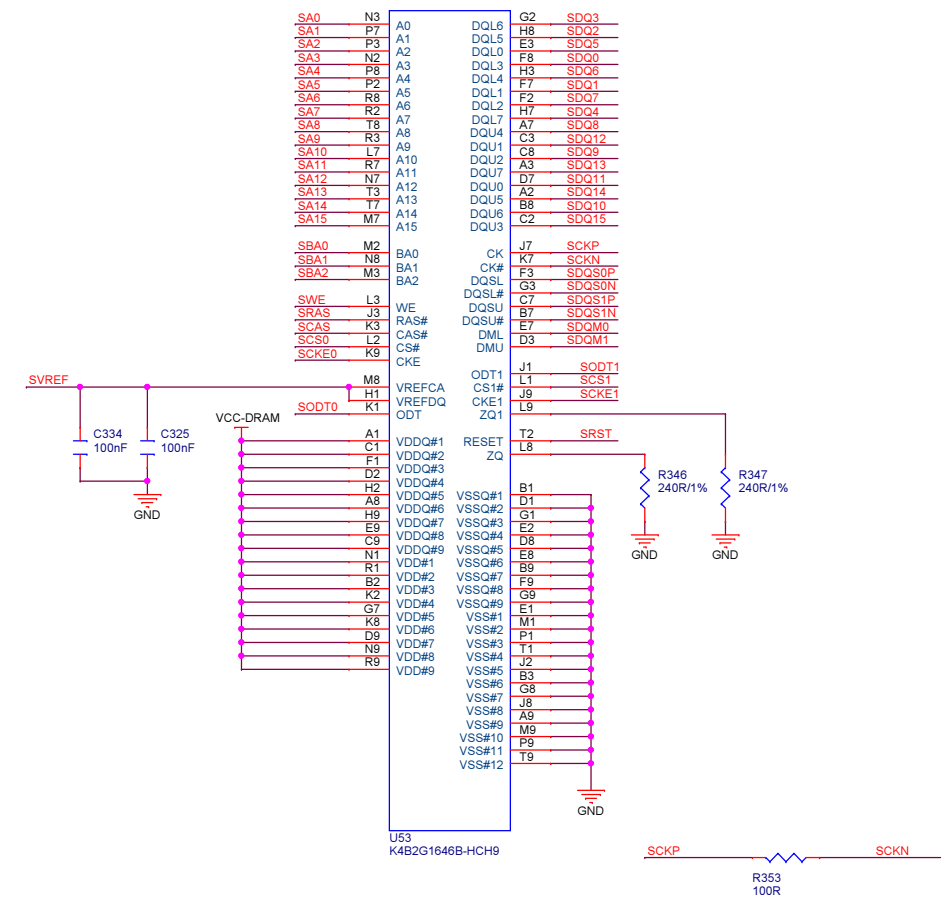 SA0 N3 A0 DQL6 G2 SDQ3
SA1 P7 A1 DQL5 H8 SDQ2
SA2 P3 A2 DQL0 E3 SDQ5
SA3 N2 A3 DQL3 F8 SDQ0
SA4 P8 A4 DQL4 H3 SDQ6
SA5 P2 A5 DQL1 F7 SDQ1
SA6 R8 A6 DQL2 F2 SDQ7
SA7 R2 A7 DQL7 H7 SDQ4
SA8 T8 A8 DQU4 A7 SDQ8
SA9 R3 A9 DQU1 C3 SDQ12
SA10 L7 A10 DQU2 C8 SDQ9
SA11 R7 A11 DQU7 A3 SDQ13
SA12 N7 A12 DQU0 D7 SDQ11
SA13 T3 A13 DQU5 A2 SDQ14
SA14 T7 A14 DQU6 B8 SDQ10
SA15 M7 A15 DQU3 C2 SDQ15
SBA0 M2 BA0 CK J7 SCKP
SBA1 N8 BA1 CK# K7 SCKN
SBA2 M3 BA2 DQSL F3 SDQS0P
DQSL# G3 SDQS0N
SWE L3 WE DQSU C7 SDQS1P
SRAS J3 RAS# DQSU# B7 SDQS1N
SCAS K3 CAS# DML E7 SDQM0
SCS0 L2 CS# DMU D3 SDQM1
SCKE0 K9 CKE
ODT1 J1 SODT1
SVREF M8 VREFCA CS1# L1 SCS1
H1 VREFDQ CKE1 J9 SCKE1
SODT0 K1 ODT ZQ1 L9
VCC-DRAM
A1 VDDQ#1 RESET T2 SRST
C1 VDDQ#2 ZQ L8
F1 VDDQ#3
D2 VDDQ#4
H2 VDDQ#5 VSSQ#1 B1
A8 VDDQ#6 VSSQ#2 D1
H9 VDDQ#7 VSSQ#3 G1
E9 VDDQ#8 VSSQ#4 E2
C9 VDDQ#9 VSSQ#5 D8
N1 VDD#1 VSSQ#6 E8
R1 VDD#2 VSSQ#7 B9
B2 VDD#3 VSSQ#8 F9
K2 VDD#4 VSSQ#9 G9
G7 VDD#5 VSS#1 E1
K8 VDD#6 VSS#2 M1
D9 VDD#7 VSS#3 P1
N9 VDD#8 VSS#4 T1
R9 VDD#9 VSS#5 J2
VSS#6 B3
VSS#7 G8
VSS#8 J8
VSS#9 A9
VSS#10 M9
VSS#11 P9
VSS#12 T9
C334
100nF
C325
100nF
GND
R346
240R/1%
R347
240R/1%
GND
GND
GND
U53
K4B2G1646B-HCH9
SCKP
SCKN
R353
100R